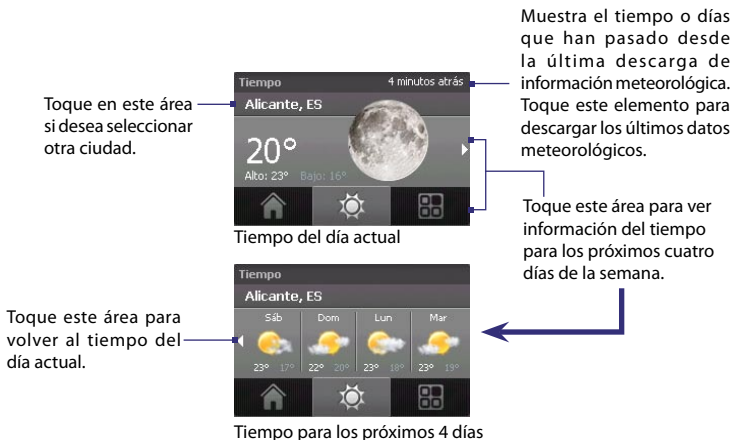 Muestra el tiempo o días
que han pasado desde
la última descarga de
información meteorológica.
Toque este elemento para
descargar los últimos datos
meteorológicos.
Toque en este área
si desea seleccionar
otra ciudad.
Tiempo
4 minutos atrás
Alicante, ES
20°
Alto: 23° Bajo: 16°
Tiempo del día actual
Toque este área para ver
información del tiempo
para los próximos cuatro
días de la semana.
Toque este área para
volver al tiempo del
día actual.
Tiempo
Alicante, ES
Sáb Dom Lun Mar
23° 17° 22° 20° 23° 18° 23° 19°
Tiempo para los próximos 4 días